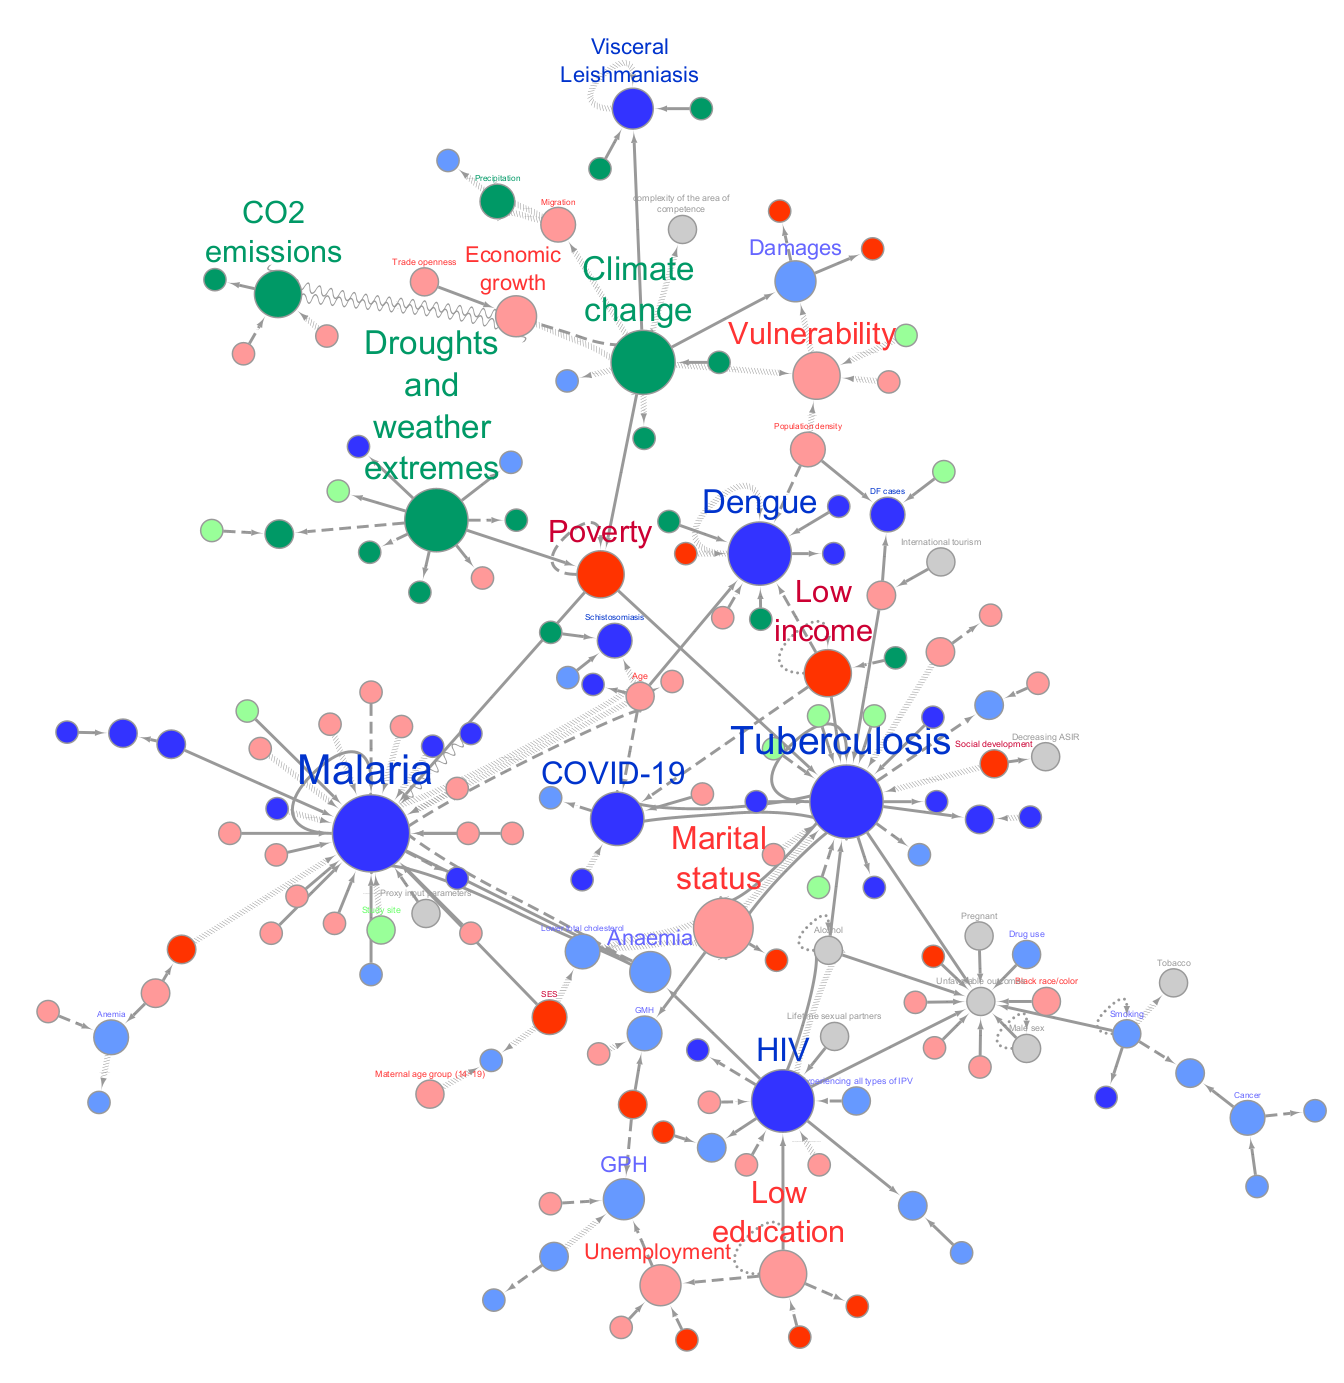 Visceral
Leishmaniasis
Precipitation
complexity of the area of
competence
Migration
CO2
emissions
Damages
Economic
growth
Trade openness
Climate
change
Vulnerability
Droughts
and
weather
extremes
Population density
DF cases
Dengue
Poverty
International tourism
Low
income
Schistosomiasis
Age
Tuberculosis
Decreasing ASIR
Social development
Malaria
COVID-19
Marital
status
Proxy input parameters
Study site
Pregnant
Alcohol
Drug use
Lower total cholesterol
Anaemia
Tobacco
Unfavorable outcomes
Black race/color
SES
GMH
Anemia
Lifetime sexual partners
Smoking
Male sex
HIV
Maternal age group (14 -19)
experiencing all types of IPV
Cancer
GPH
Low
education
Unemployment